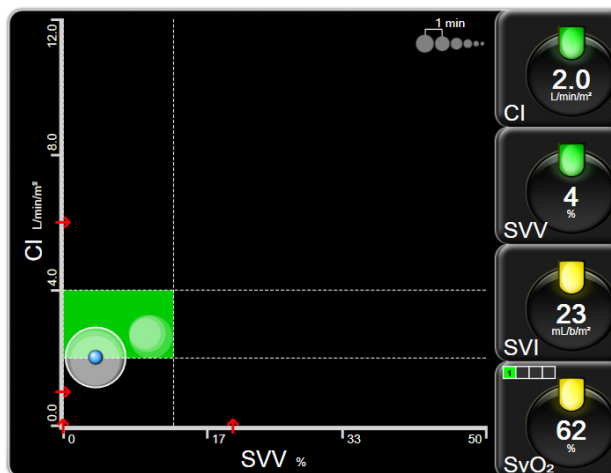 1 min
12.0
8.0
4.0
0.0
CI L/min/m²
0
17
33
50
SVV %
2.0
L/min/m²
CI
4
%
SVV
23
mL/b/m²
SVI
1
62
%
SvO₂